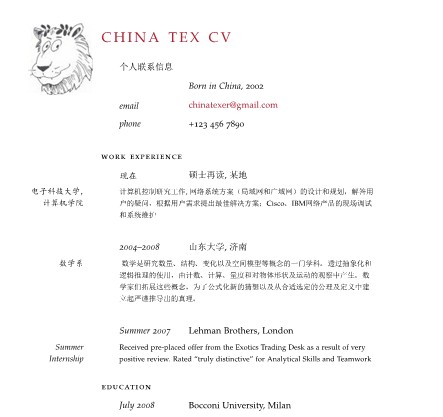 CHINA TEX CV
个人联系信息
Born in China, 2002
email chinatexer@gmail.com
phone +123 456 7890
WORK EXPERIENCE
现在 硕士再读, 某地
电子科技大学, 计算机学院
计算机控制研究工作, 网络系统方案（局域网和广域网）的设计和规划, 解答用
户的疑问, 根据用户需求提出最佳解决方案; Cisco、IBM网络产品的现场调试
和系统维护
2004–2008 山东大学, 济南
数学系
数学是研究数量、结构、变化以及空间模型等概念的一门学科。透过抽象化和
逻辑推理的使用, 由计数、计算、量度和对物体形状及运动的观察中产生。数
学家们拓展这些概念, 为了公式化新的猜想以及从合适选定的公理及定义中建
立起严谨推导出的真理。
Summer 2007 Lehman Brothers, London
Summer Internship
Received pre-placed offer from the Exotics Trading Desk as a result of very
positive review. Rated “truly distinctive” for Analytical Skills and Teamwork
EDUCATION
July 2008 Bocconi University, Milan